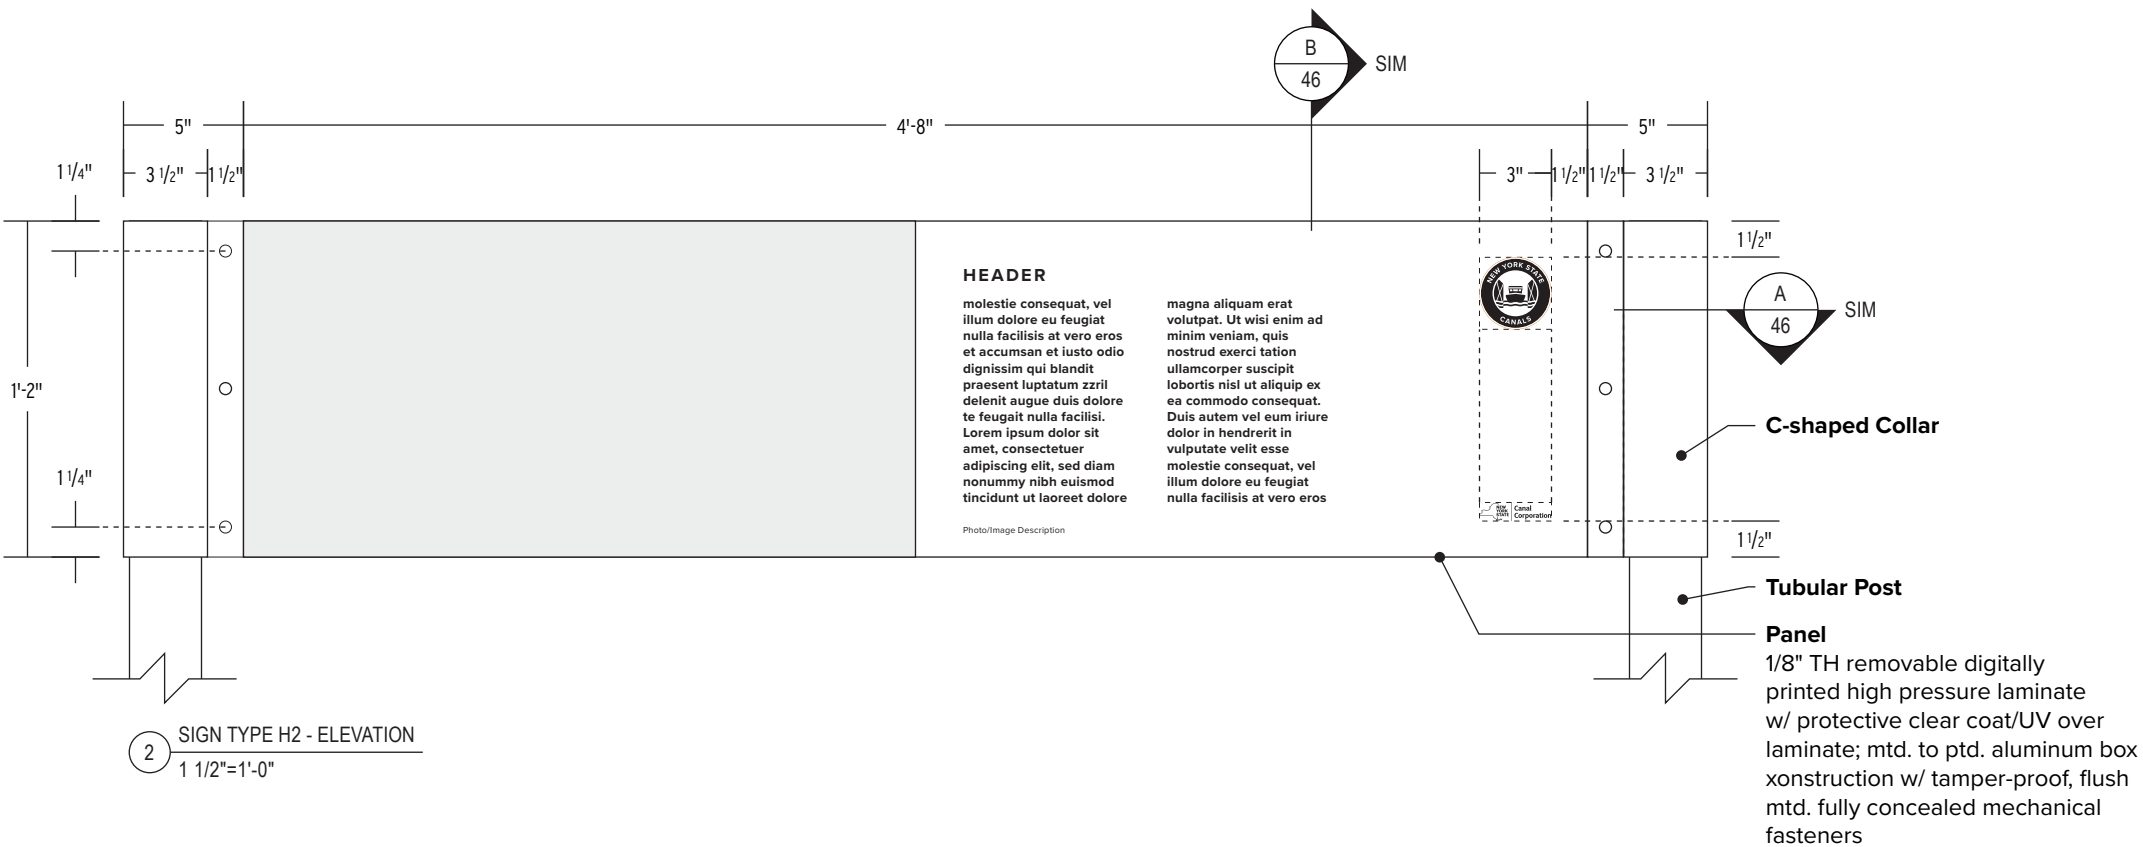 B
46
SIM
5"
4'-8"
5"
1 1/4"
3 1/2"
1 1/2"
3"
1 1/2"
1 1/2"
3 1/2"
1 1/2"
1'-2"
1 1/4"
HEADER
molestie consequat, vel
illum dolore eu feugiat
nulla facilisis at vero eros
et accumsan et iusto odio
dignissim qui blandit
praesent luptatum zzril
delenit augue duis dolore
te feugait nulla facilisi.
Lorem ipsum dolor sit
amet, consectetuer
adipiscing elit, sed diam
nonummy nibh euismod
tincidunt ut laoreet dolore
magna aliquam erat
volutpat. Ut wisi enim ad
minim veniam, quis
nostrud exerci tation
ullamcorper suscipit
lobortis nisl ut aliquip ex
ea commodo consequat.
Duis autem vel eum iriure
dolor in hendrerit in
vulputate velit esse
molestie consequat, vel
illum dolore eu feugiat
nulla facilisis at vero eros
Photo/Image Description
NEW YORK STATE
CANALS
NEW
YORK
STATE
Canal
Corporation
A
46
SIM
C-shaped Collar
1 1/2"
Tubular Post
Panel
1/8" TH removable digitally
printed high pressure laminate
w/ protective clear coat/UV over
laminate; mtd. to ptd. aluminum box
xonstruction w/ tamper-proof, flush
mtd. fully concealed mechanical
fasteners
2
SIGN TYPE H2 - ELEVATION
1 1/2"=1'-0"